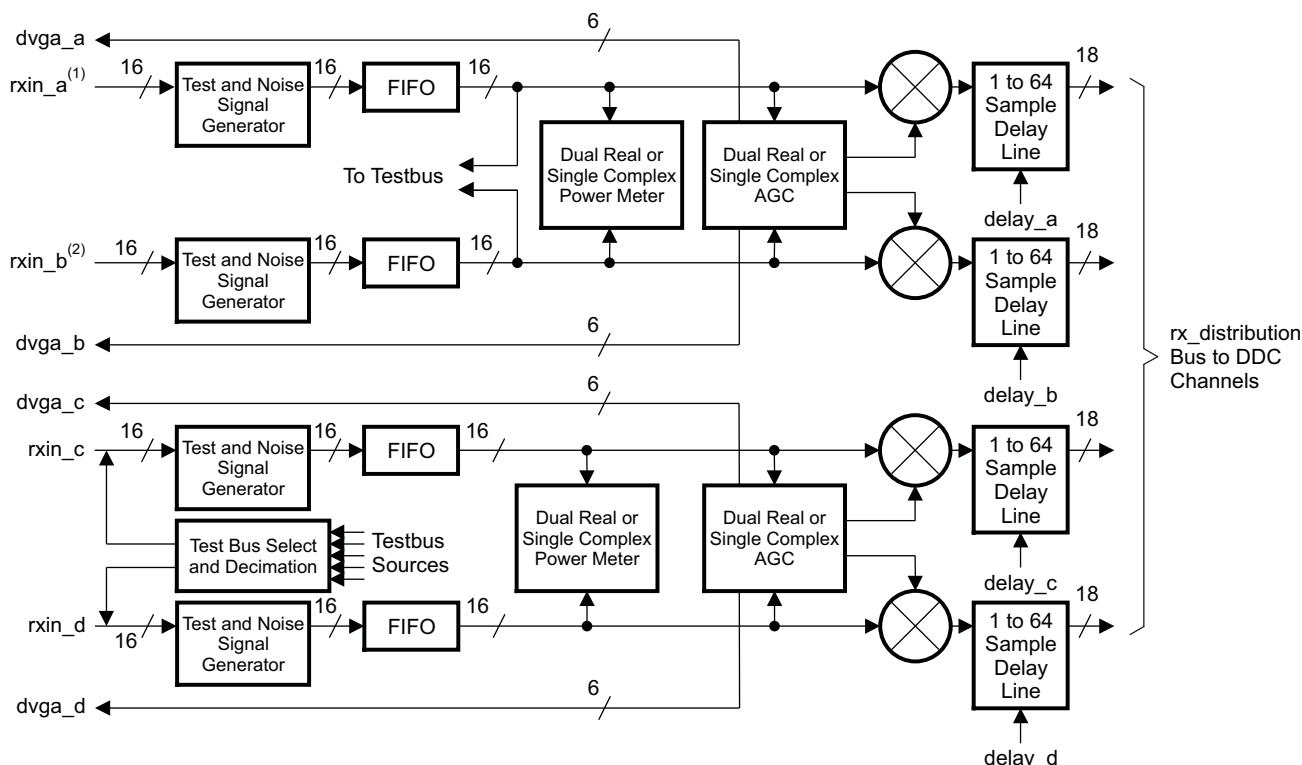 dvga_a
6
rxin_a(1)
16
Test and Noise
Signal
Generator
16
FIFO
16
1 to 64
Sample
Delay
Line
18
To Testbus
Dual Real or
Single Complex
Power Meter
Dual Real or
Single Complex
AGC
delay_a
rxin_b(2)
16
Test and Noise
Signal
Generator
16
FIFO
16
1 to 64
Sample
Delay
Line
18
dvga_b
6
delay_b
rx_distribution
Bus to DDC
Channels
dvga_c
6
rxin_c
16
Test and Noise
Signal
Generator
16
FIFO
16
1 to 64
Sample
Delay
Line
18
Test Bus Select
and Decimation
Testbus
Sources
Dual Real or
Single Complex
Power Meter
Dual Real or
Single Complex
AGC
delay_c
rxin_d
16
Test and Noise
Signal
Generator
16
FIFO
16
1 to 64
Sample
Delay
Line
18
dvga_d
6
delay_d